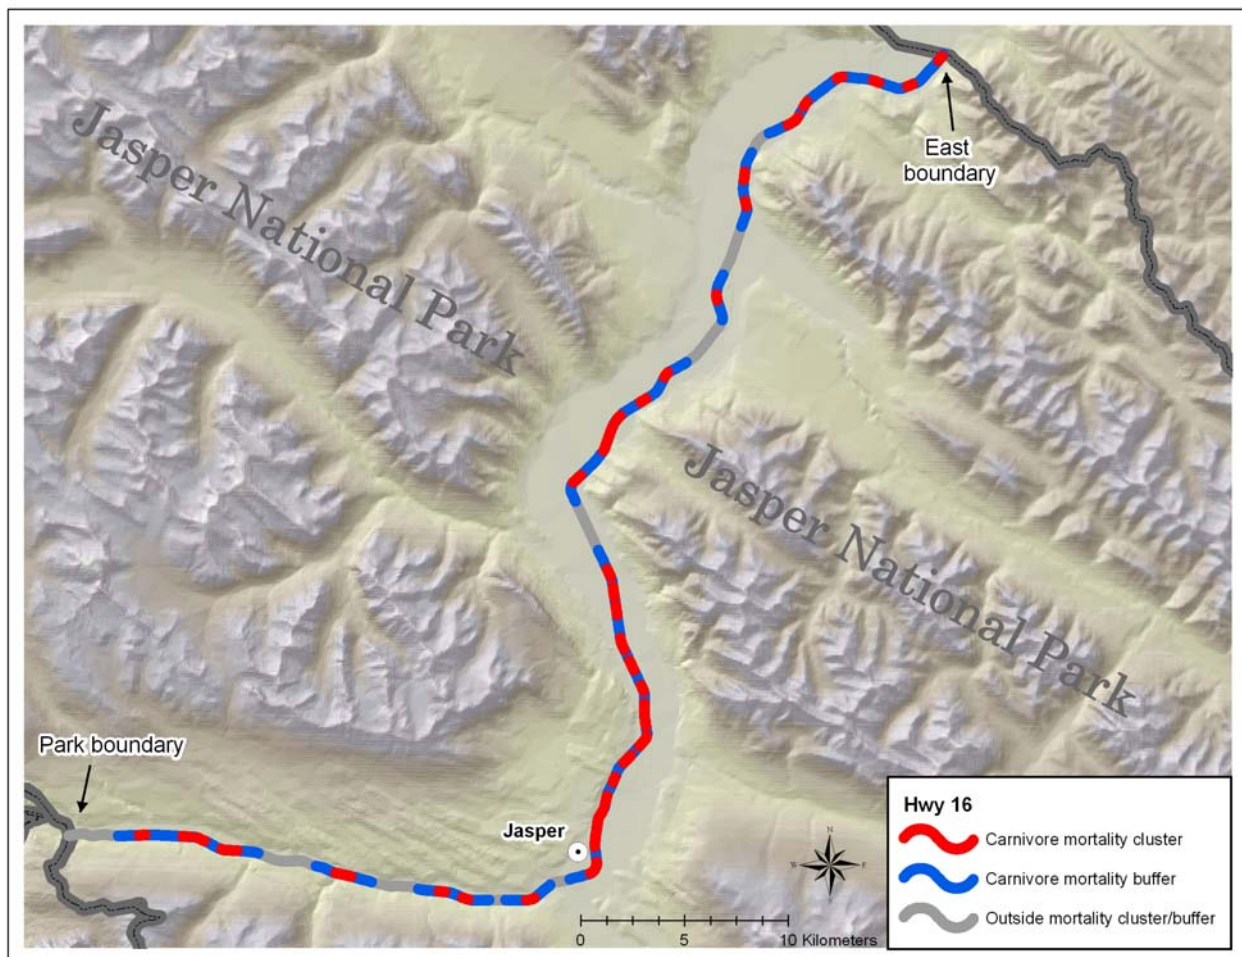 Jasper National Park
East
boundary
Jasper National Park
Park boundary
Jasper
Hwy 16
Carnivore mortality cluster
Carnivore mortality buffer
Outside mortality cluster/buffer
N
W E
S
0 5 10 Kilometers